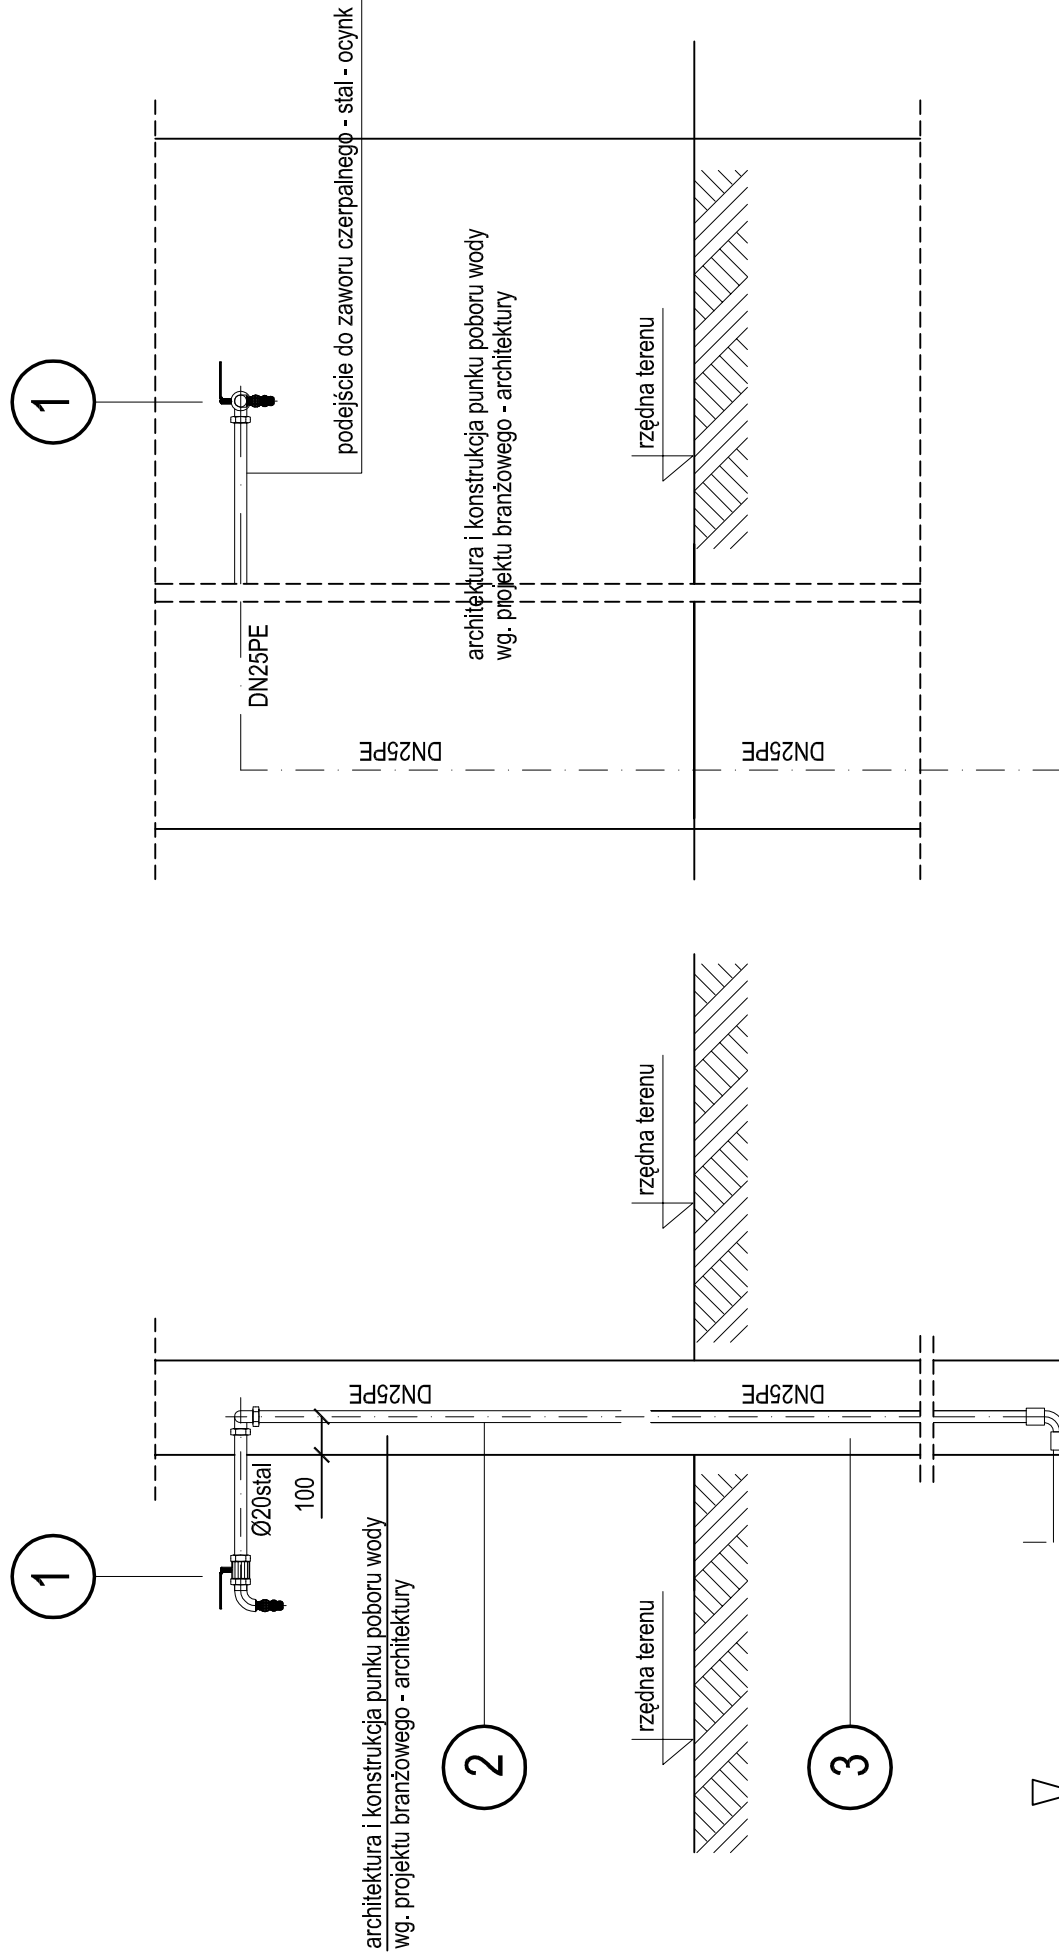 1
podejście do zaworu czerpalnego - stal - ocynk
architektura i konstrukcja punku poboru wody
wg. projektu branżowego - architektury
rzędna terenu
DN25PE
DN25PE
DN25PE
rzędna terenu
1
Ø20stal
100
DN25PE
DN25PE
architektura i konstrukcja punku poboru wody
wg. projektu branżowego - architektury
2
rzędna terenu
3